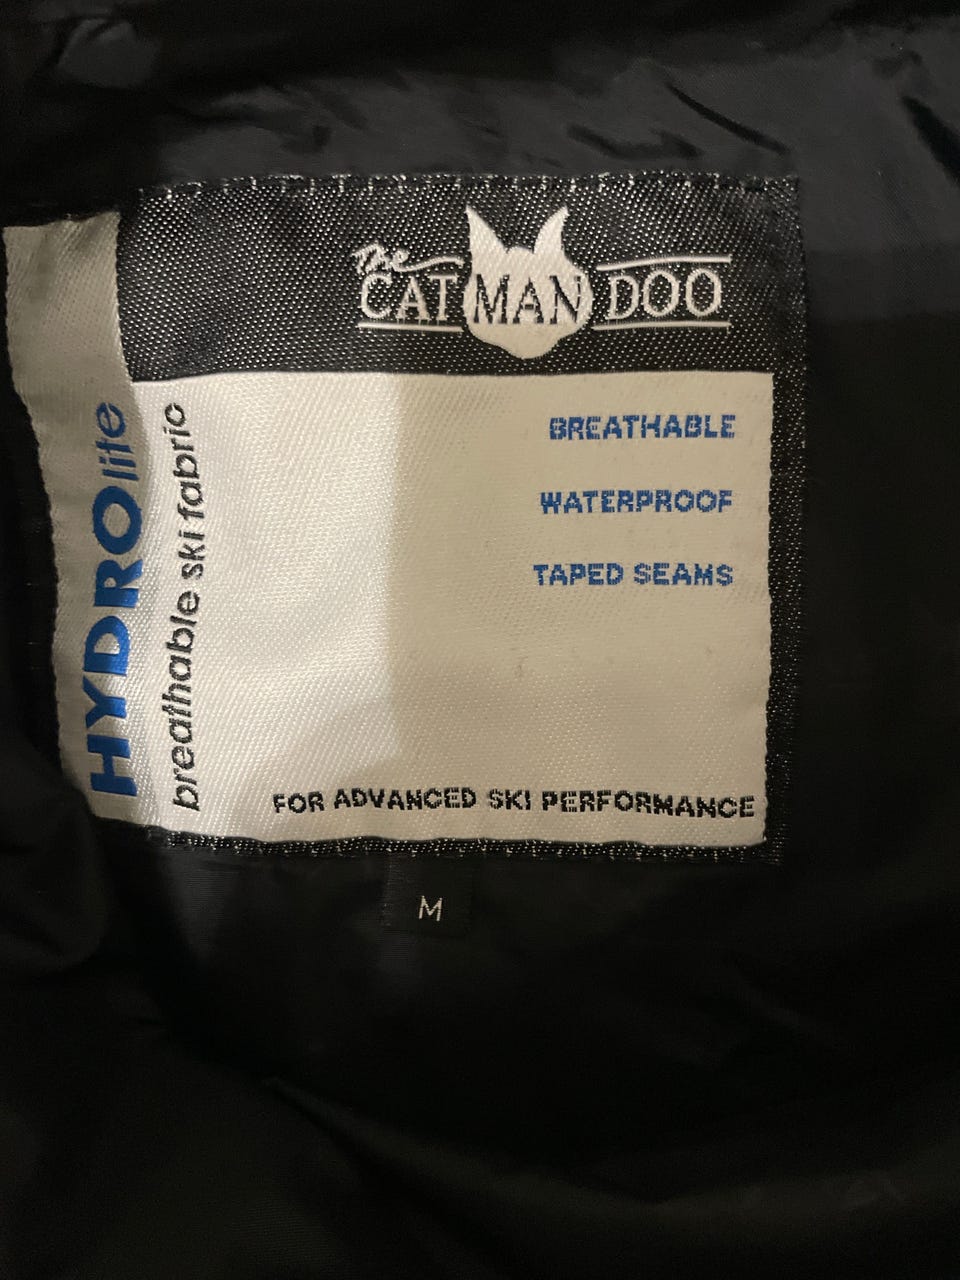 The
CATMANDOO
HYDROlite
breathable ski fabric
BREATHABLE
WATERPROOF
TAPED SEAMS
FOR ADVANCED SKI PERFORMANCE
M